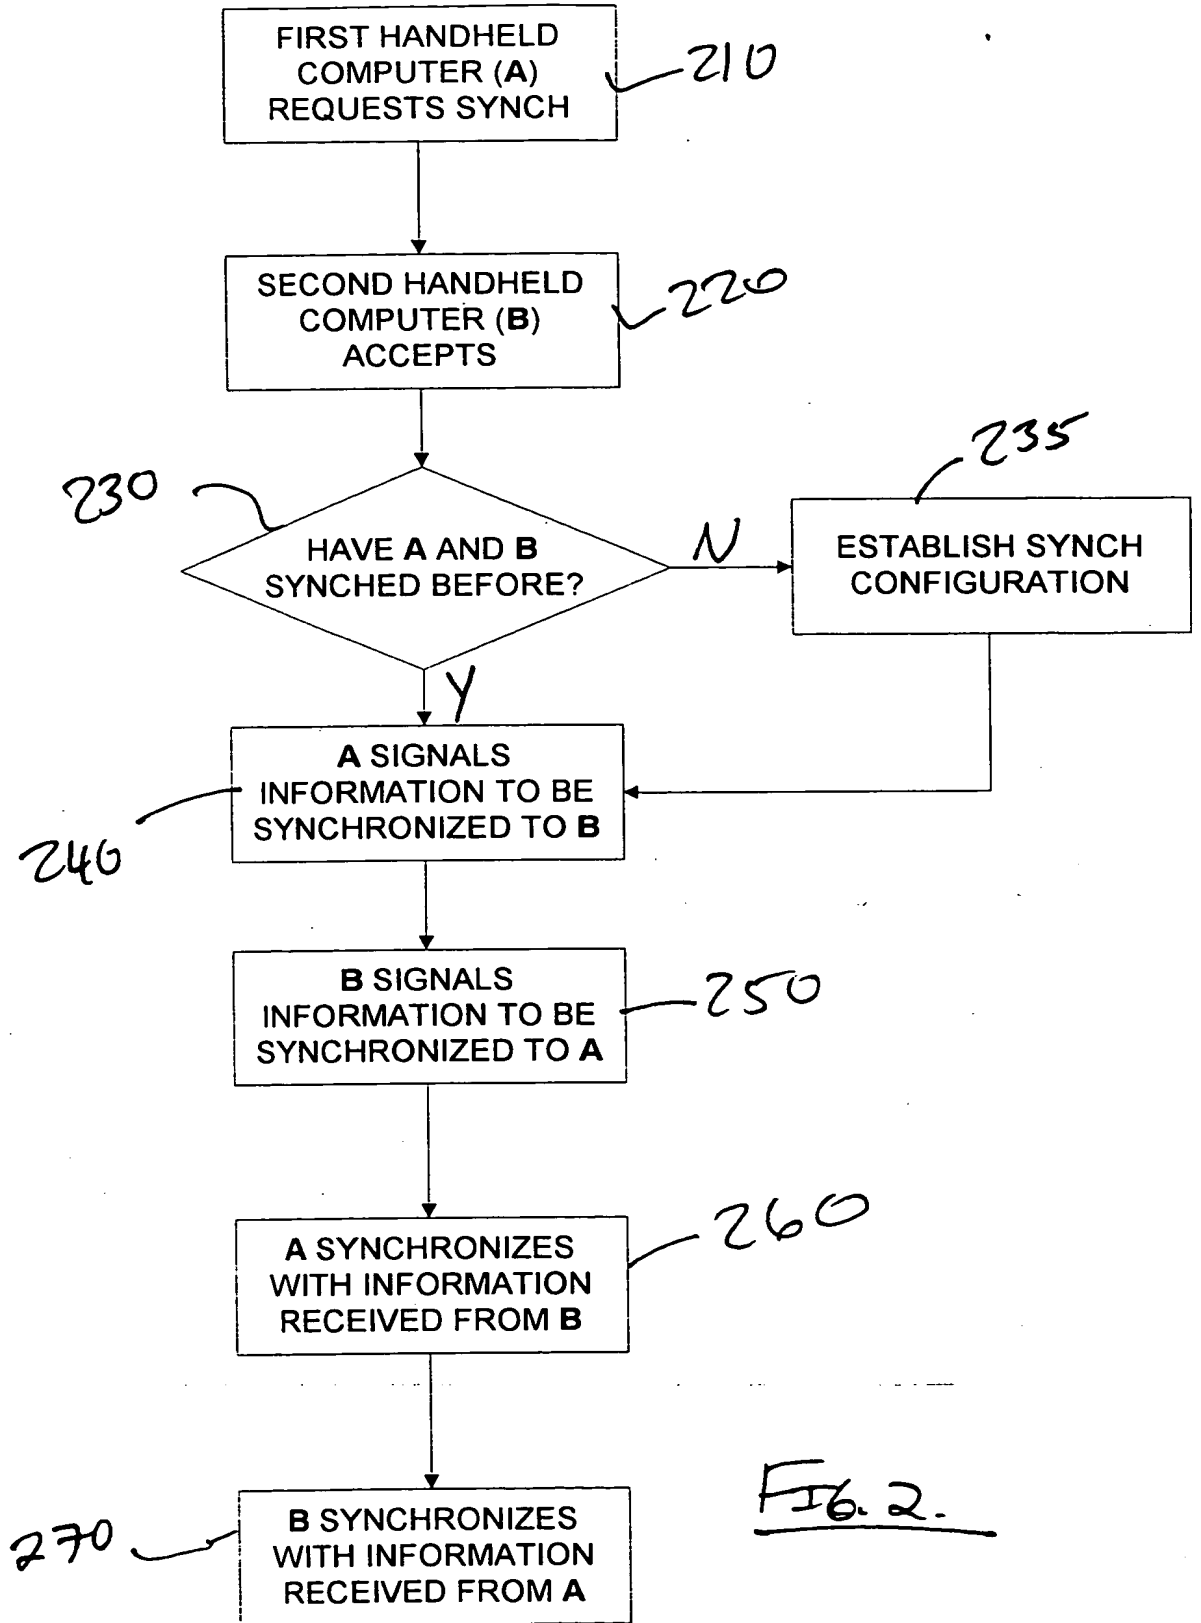 FIRST HANDHELD
COMPUTER (A)
REQUESTS SYNCH
210
SECOND HANDHELD
COMPUTER (B)
ACCEPTS
220
230
HAVE A AND B
SYNCHED BEFORE?
N
235
ESTABLISH SYNCH
CONFIGURATION
Y
A SIGNALS
INFORMATION TO BE
SYNCHRONIZED TO B
240
B SIGNALS
INFORMATION TO BE
SYNCHRONIZED TO A
250
A SYNCHRONIZES
WITH INFORMATION
RECEIVED FROM B
260
B SYNCHRONIZES
WITH INFORMATION
RECEIVED FROM A
270
FIG. 2.